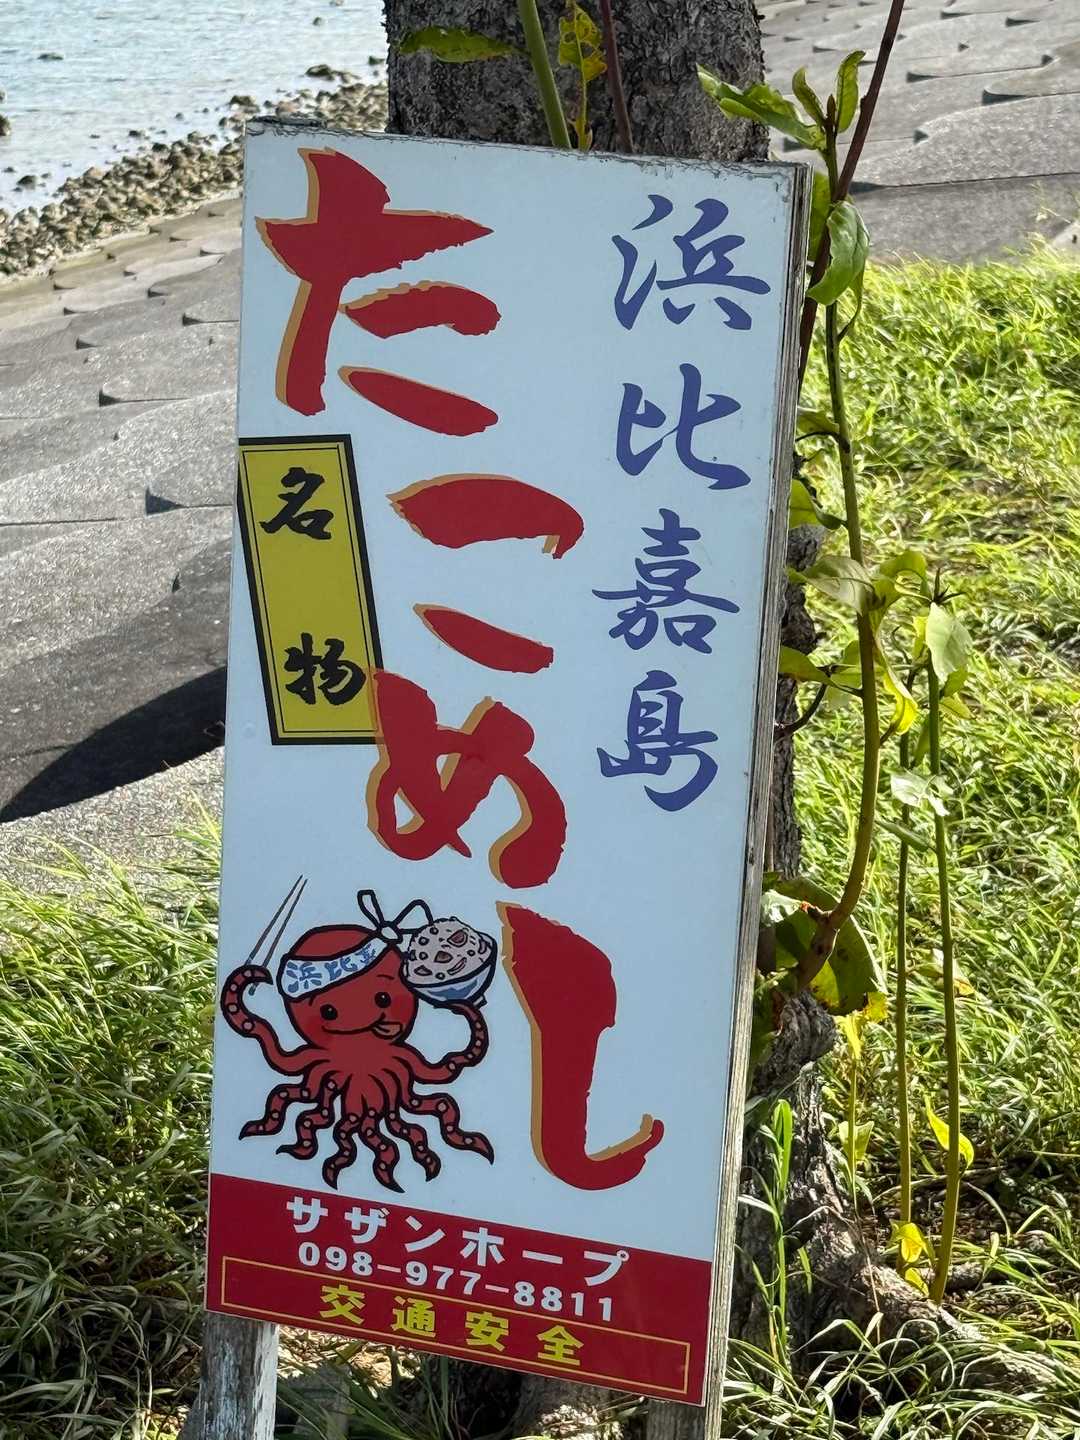 浜比嘉島
たこめし
名物
浜比嘉
サザンホープ
098-977-8811
交通安全